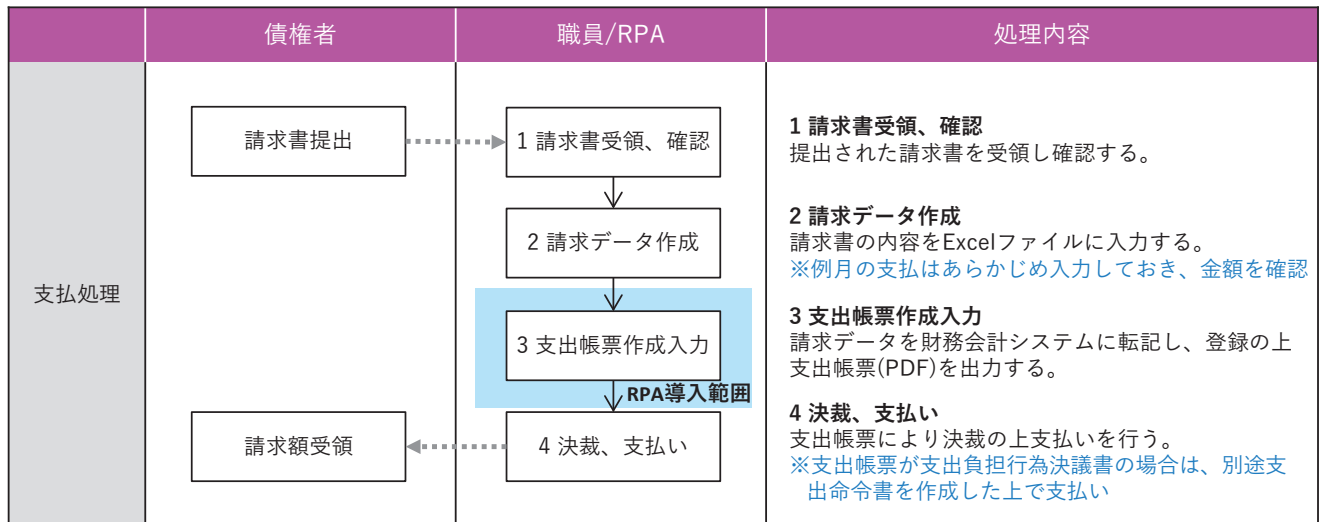 債権者
職員/RPA
処理内容
支払処理
請求書提出
1 請求書受領、確認
2 請求データ作成
3 支出帳票作成入力
RPA導入範囲
請求額受領
4 決裁、支払い
1 請求書受領、確認
提出された請求書を受領し確認する。
2 請求データ作成
請求書の内容をExcelファイルに入力する。
※例月の支払はあらかじめ入力しておき、金額を確認
3 支出帳票作成入力
請求データを財務会計システムに転記し、登録の上
支出帳票(PDF)を出力する。
4 決裁、支払い
支出帳票により決裁の上支払いを行う。
※支出帳票が支出負担行為決議書の場合は、別途支
出命令書を作成した上で支払い